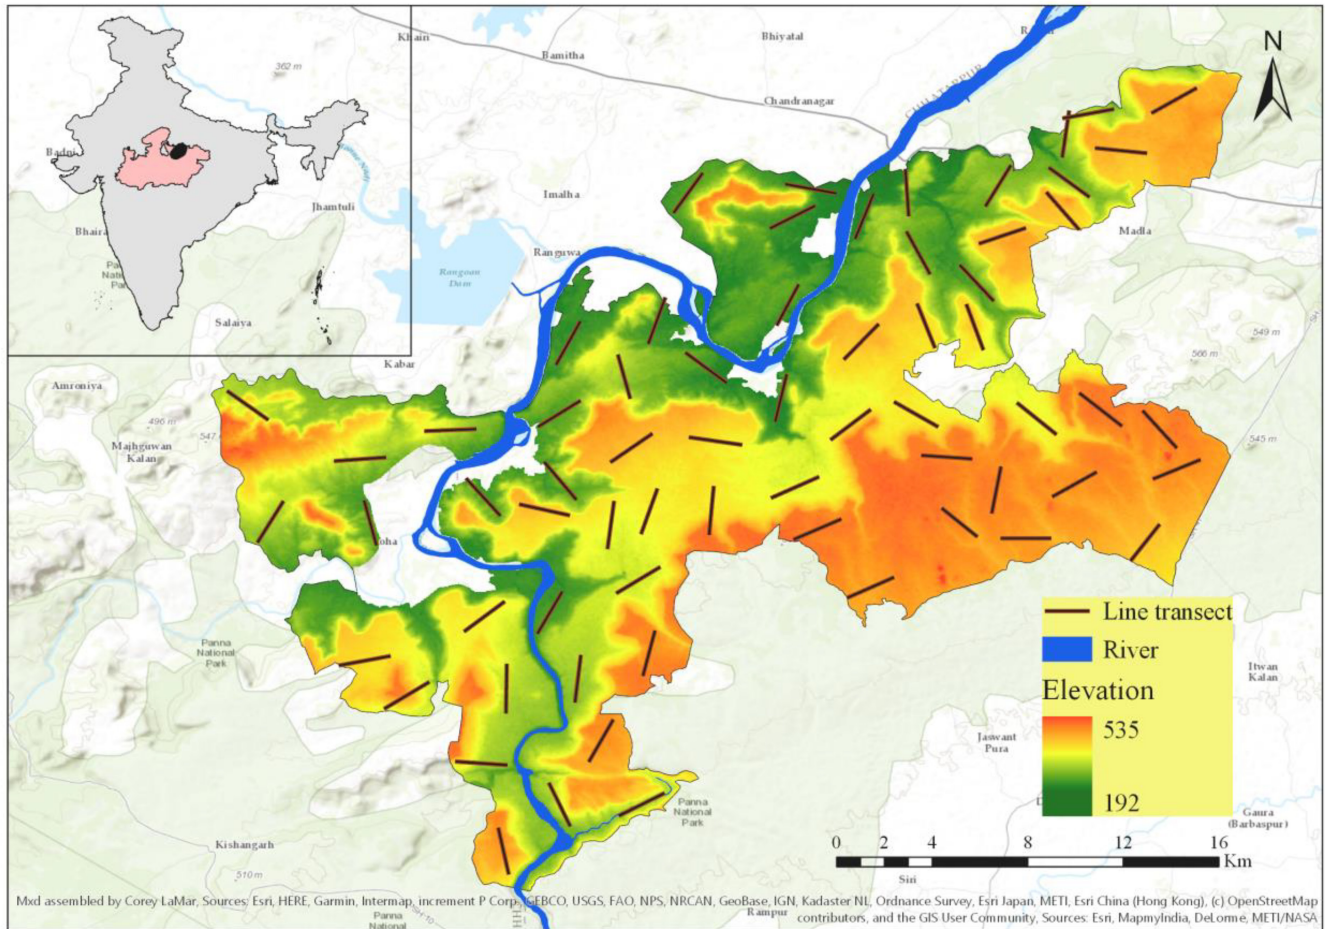 Khairi
Bhiyatal
N
Bamitha
362 m
Chandranagar
CHHATARPUR
Badni
Imalha
Jhamtuli
Bhaira
Madla
Ranguwa
Rangoan
Dam
Salaiya
549 m
Kabar
566 m
Amroniya
496 m
547
Majhguwan
Kalan
545 m
Line transect
River
Elevation
535
192
Panna
National
Park
Itwan
Kalan
Jaswant
Pura
Panna
National
Park
Gaura
(Barbaspur)
Kishangarh
0 2 4 8 12 16
Km
510 m
Siri
Mxd assembled by Corey LaMar, Sources: Esri, HERE, Garmin, Intermap, increment P Corp., GEBCO, USGS, FAO, NPS, NRCAN, GeoBase, IGN, Kadaster NL, Ordnance Survey, Esri Japan, METI, Esri China (Hong Kong), (c) OpenStreetMap
Rampur
contributors, and the GIS User Community, Sources: Esri, MapmyIndia, DeLorme, METI/NASA
Panna
National